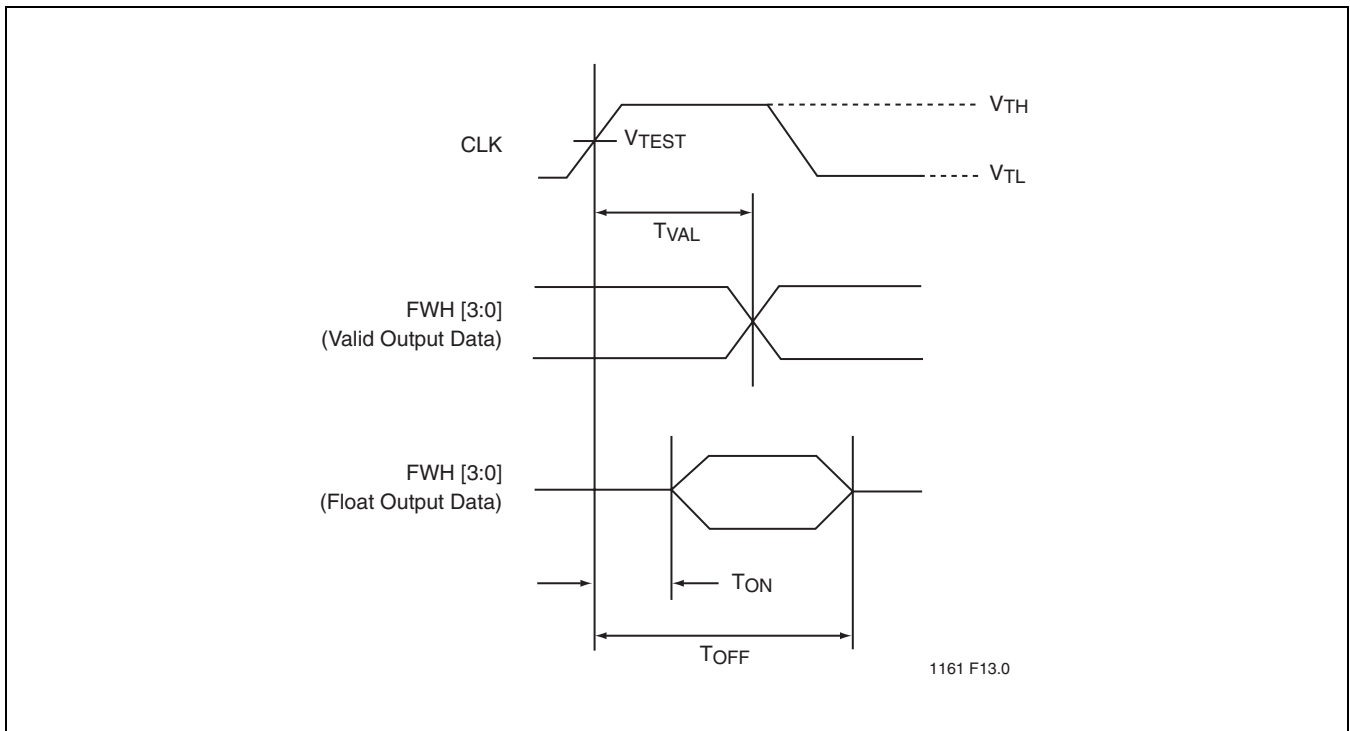 VTH
CLK
VTEST
VTL
TVAL
FWH [3:0]
(Valid Output Data)
FWH [3:0]
(Float Output Data)
TON
TOFF
1161 F13.0